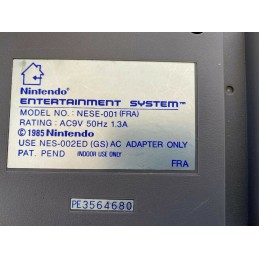 Nintendo
ENTERTAINMENT SYSTEM™
MODEL NO. : NESE-001 (FRA)
RATING : AC9V 50Hz 1.3A
©1985 Nintendo
USE NES-002ED (GS) AC ADAPTER ONLY
PAT. PEND INDOOR USE ONLY
FRA
PE3564680